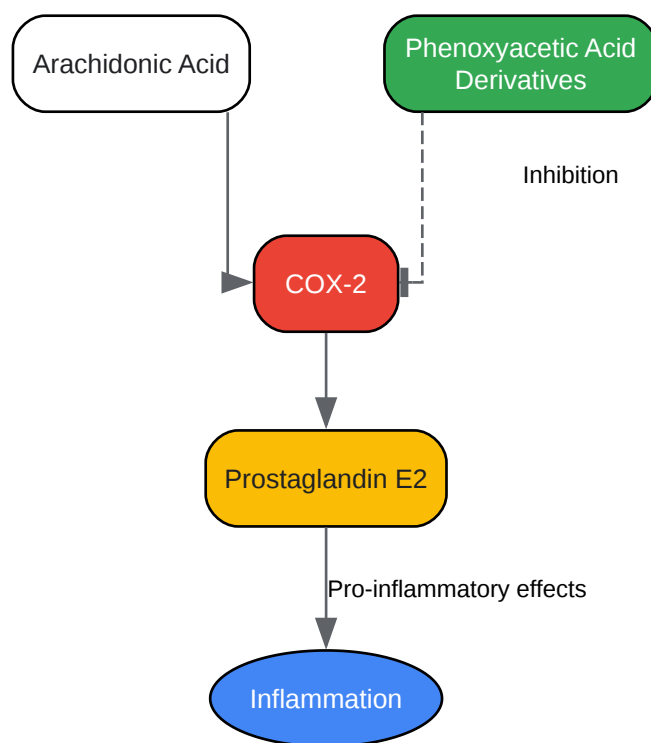 Arachidonic Acid
Phenoxyacetic Acid
Derivatives
Inhibition
COX-2
Prostaglandin E2
Pro-inflammatory effects
Inflammation